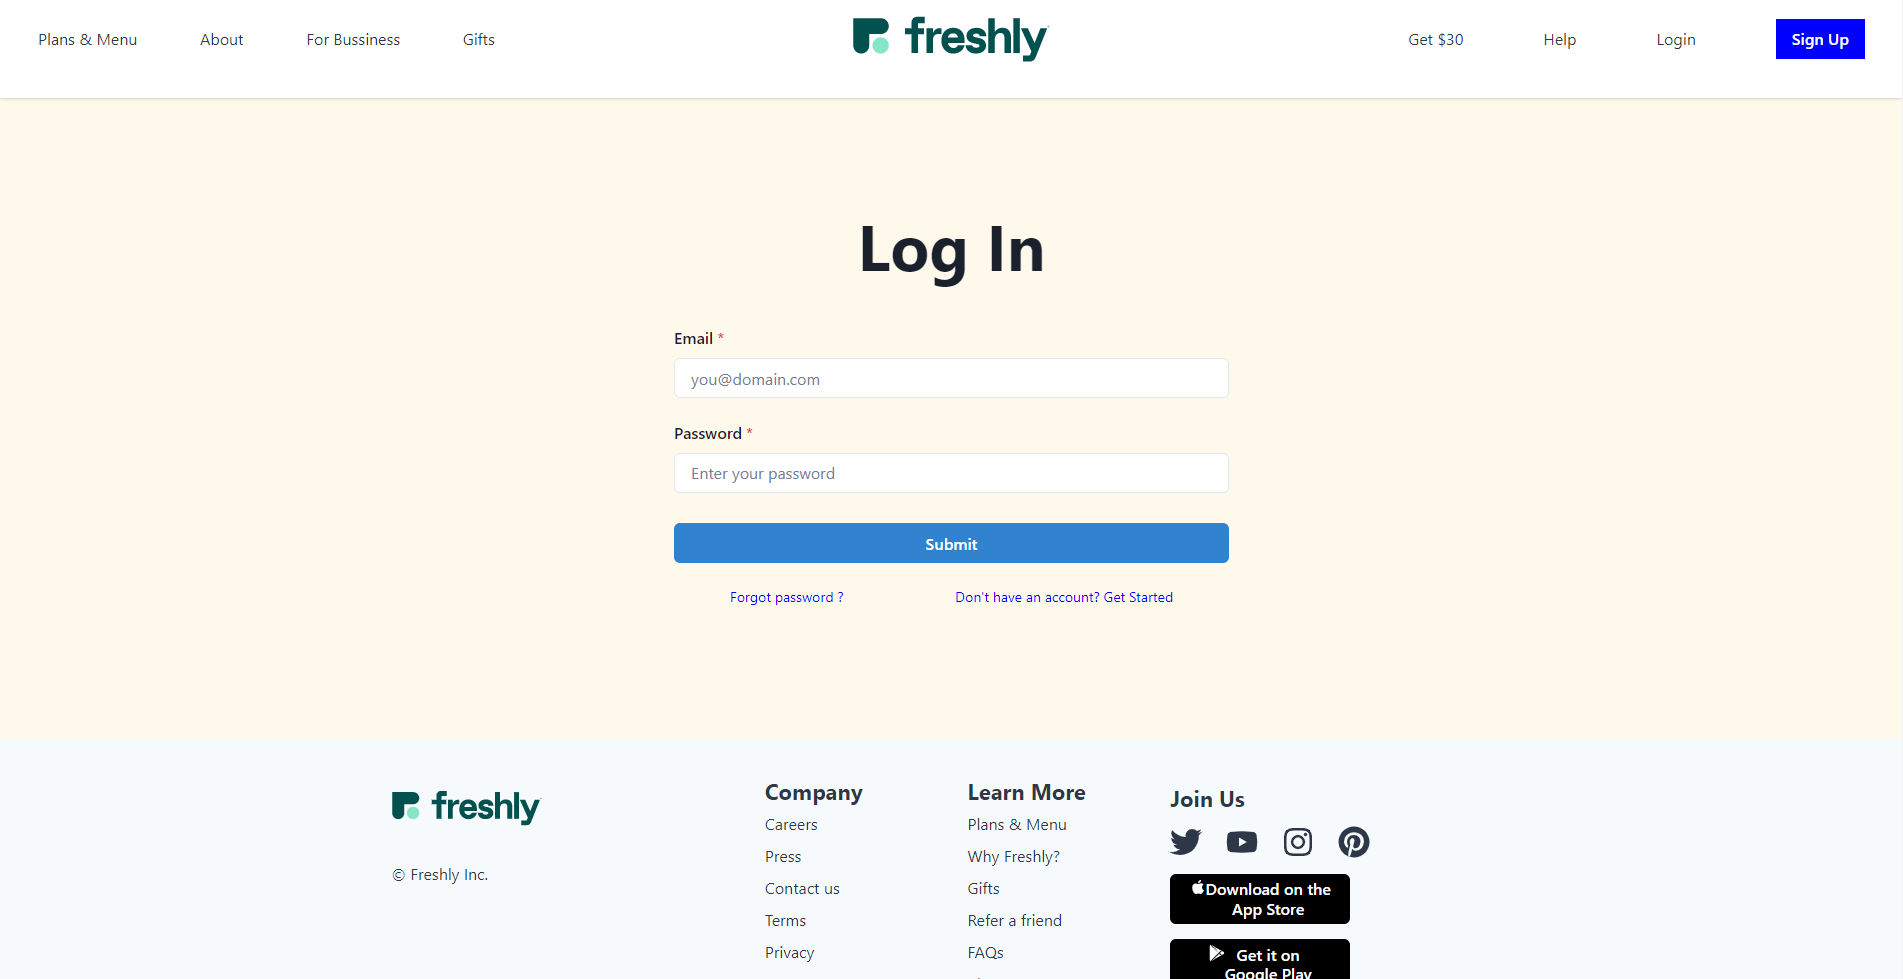 Plans & Menu
About
For Bussiness
Gifts
freshly
Get $30
Help
Login
Sign Up
Log In
Email *
you@domain.com
Password *
Enter your password
Submit
Forgot password ?
Don't have an account? Get Started
freshly
© Freshly Inc.
Company
Careers
Press
Contact us
Terms
Privacy
Learn More
Plans & Menu
Why Freshly?
Gifts
Refer a friend
FAQs
Join Us
Download on the
App Store
Get it on
Google Play